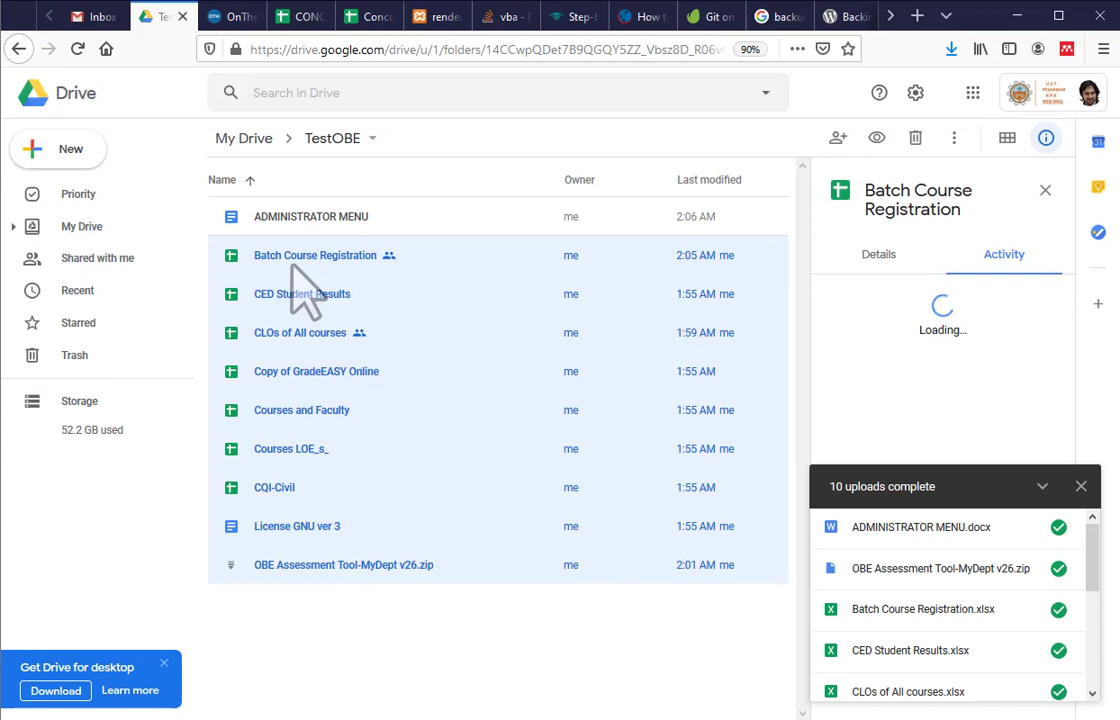 Inbox
Tes
OnThe
CONC
Concr
render
vba - F
Step-b
How t
Git on
backu
Backin
https://drive.google.com/drive/u/1/folders/14CCwpQDet7B9QGQY5ZZ_Vbsz8D_R06v
90%
Drive
Search in Drive
New
My Drive
TestOBE
Priority
My Drive
Shared with me
Recent
Starred
Trash
Storage
52.2 GB used
Name Owner Last modified
ADMINISTRATOR MENU me 2:06 AM
Batch Course Registration me 2:05 AM me
CED Student Results me 1:55 AM me
CLOs of All courses me 1:59 AM me
Copy of GradeEASY Online me 1:55 AM me
Courses and Faculty me 1:55 AM me
Courses LOE_s_ me 1:55 AM me
CQI-Civil me 1:55 AM me
License GNU ver 3 me 1:55 AM me
OBE Assessment Tool-MyDept v26.zip me 2:01 AM me
Batch Course
Registration
Details Activity
Loading...
10 uploads complete
ADMINISTRATOR MENU.docx
OBE Assessment Tool-MyDept v26.zip
Batch Course Registration.xlsx
CED Student Results.xlsx
CLOs of All courses.xlsx
Get Drive for desktop
Download Learn more